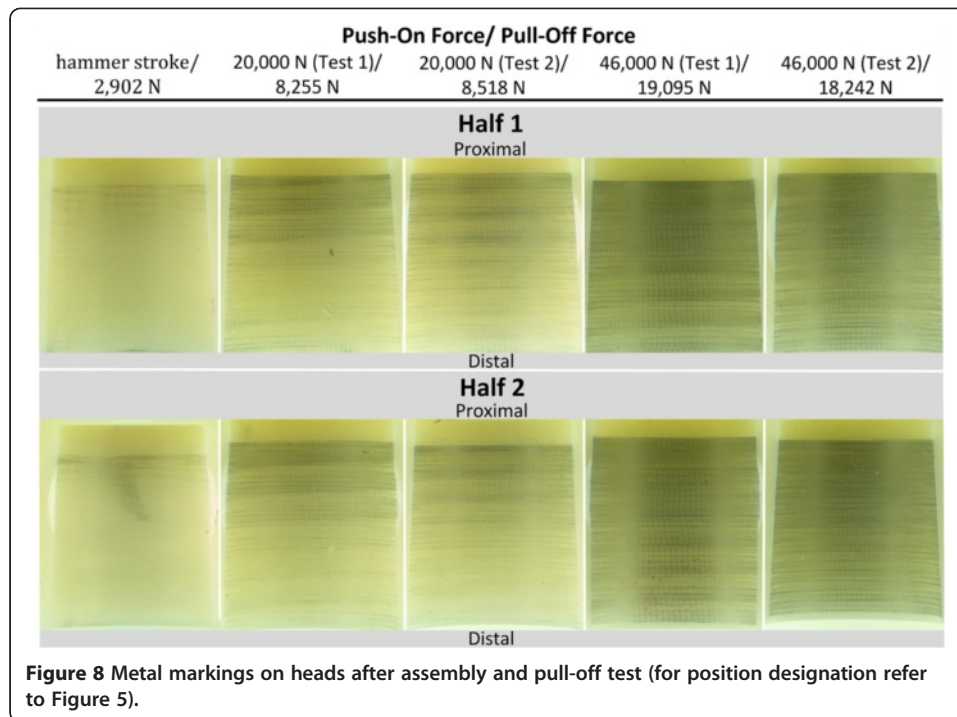 Push-On Force/ Pull-Off Force
hammer stroke/ 20,000 N (Test 1)/ 20,000 N (Test 2)/ 46,000 N (Test 1)/ 46,000 N (Test 2)/
2,902 N 8,255 N 8,518 N 19,095 N 18,242 N
Half 1
Proximal
Distal
Half 2
Proximal
Distal
Figure 8 Metal markings on heads after assembly and pull-off test (for position designation refer
to Figure 5).